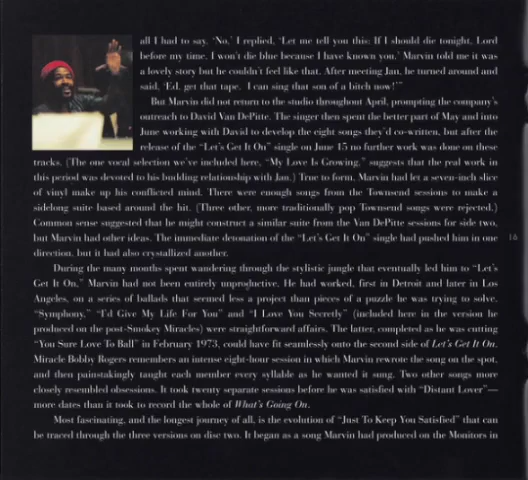 all I had to say. 'No,' I replied, 'Let me tell you this: If I should die tonight, Lord
before my time, I won't die blue because I have known you.' Marvin told me it was
a lovely story but he couldn't feel like that. After meeting Jan, he turned around and
said, 'Ed, get that tape. I can sing that son of a bitch now!'"
But Marvin did not return to the studio throughout April, prompting the company's
outreach to David Van DePitte. The singer then spent the better part of May and into
June working with David to develop the eight songs they'd co-written, but after the
release of the "Let's Get It On" single on June 15 no further work was done on these
tracks. (The one vocal selection we've included here, "My Love Is Growing," suggests that the real work in
this period was devoted to his budding relationship with Jan.) True to form, Marvin had let a seven-inch slice
of vinyl make up his conflicted mind. There were enough songs from the Townsend sessions to make a
sidelong suite based around the hit. (Three other, more traditionally pop Townsend songs were rejected.)
Common sense suggested that he might construct a similar suite from the Van DePitte sessions for side two,
but Marvin had other ideas. The immediate detonation of the "Let's Get It On" single had pushed him in one
direction, but it had also crystallized another.
16
During the many months spent wandering through the stylistic jungle that eventually led him to "Let's
Get It On," Marvin had not been entirely unproductive. He had worked, first in Detroit and later in Los
Angeles, on a series of ballads that seemed less a project than pieces of a puzzle he was trying to solve.
"Symphony," "I'd Give My Life For You" and "I Love You Secretly" (included here in the version he
produced on the post-Smokey Miracles) were straightforward affairs. The latter, completed as he was cutting
"You Sure Love To Ball" in February 1973, could have fit seamlessly onto the second side of Let's Get It On.
Miracle Bobby Rogers remembers an intense eight-hour session in which Marvin rewrote the song on the spot,
and then painstakingly taught each member every syllable as he wanted it sung. Two other songs more
closely resembled obsessions. It took twenty separate sessions before he was satisfied with "Distant Lover"—
more dates than it took to record the whole of What's Going On.
Most fascinating, and the longest journey of all, is the evolution of "Just To Keep You Satisfied" that can
be traced through the three versions on disc two. It began as a song Marvin had produced on the Monitors in